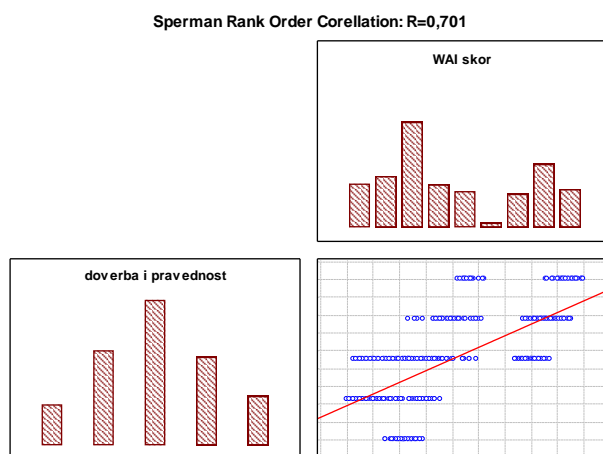 Sperman Rank Order Corellation: R=0,701
WAI skor
doverba i pravednost